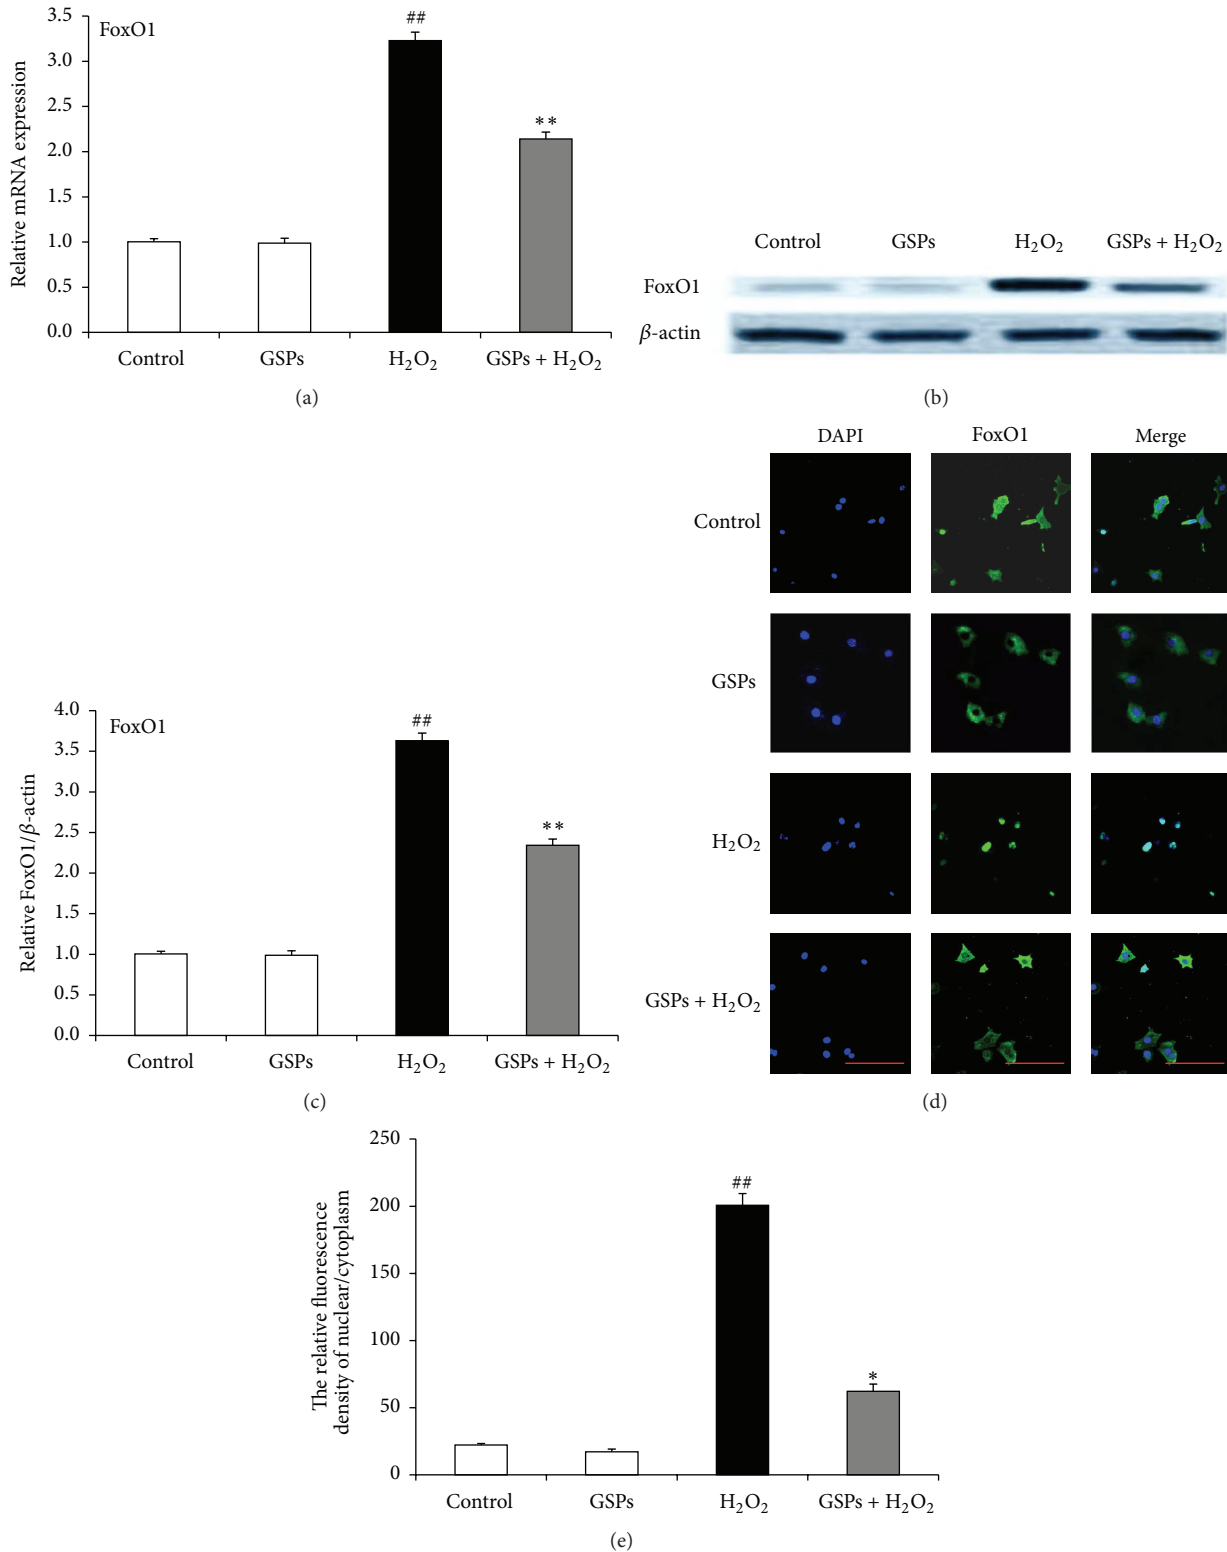 FoxO1
##
**
Relative mRNA expression
3.5
3.0
2.5
2.0
1.5
1.0
0.5
0.0
Control
GSPs
H₂O₂
GSPs + H₂O₂
(a)
Control
GSPs
H₂O₂
GSPs + H₂O₂
FoxO1
β-actin
(b)
FoxO1
##
**
Relative FoxO1/β-actin
4.0
3.5
3.0
2.5
2.0
1.5
1.0
0.5
0.0
Control
GSPs
H₂O₂
GSPs + H₂O₂
(c)
DAPI
FoxO1
Merge
Control
GSPs
H₂O₂
GSPs + H₂O₂
(d)
The relative fluorescence
density of nuclear/cytoplasm
250
200
150
100
50
0
##
*
Control
GSPs
H₂O₂
GSPs + H₂O₂
(e)